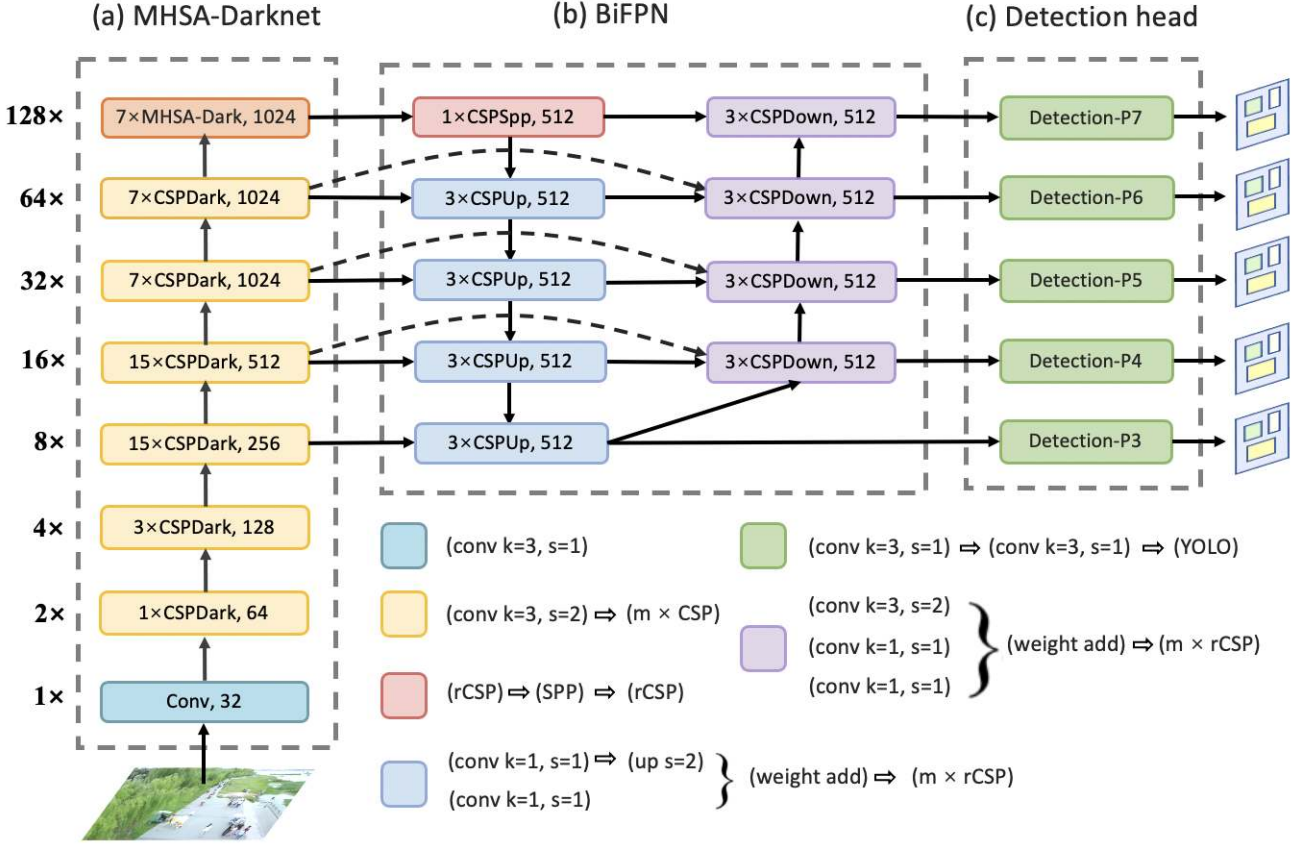 (a) MHSA-Darknet (b) BiFPN (c) Detection head
128× 7×MHSA-Dark, 1024 1×CSPSpp, 512 3×CSPDown, 512 Detection-P7
64× 7×CSPDark, 1024 3×CSPUp, 512 3×CSPDown, 512 Detection-P6
32× 7×CSPDark, 1024 3×CSPUp, 512 3×CSPDown, 512 Detection-P5
16× 15×CSPDark, 512 3×CSPUp, 512 3×CSPDown, 512 Detection-P4
8× 15×CSPDark, 256 3×CSPUp, 512 Detection-P3
4× 3×CSPDark, 128
2× 1×CSPDark, 64
1× Conv, 32
(conv k=3, s=1)
(conv k=3, s=2) ⇨ (m × CSP)
(rCSP) ⇨ (SPP) ⇨ (rCSP)
(conv k=1, s=1) ⇨ (up s=2)
(conv k=1, s=1)
(weight add) ⇨ (m × rCSP)
(conv k=3, s=1) ⇨ (conv k=3, s=1) ⇨ (YOLO)
(conv k=3, s=2)
(conv k=1, s=1)
(conv k=1, s=1)
(weight add) ⇨ (m × rCSP)